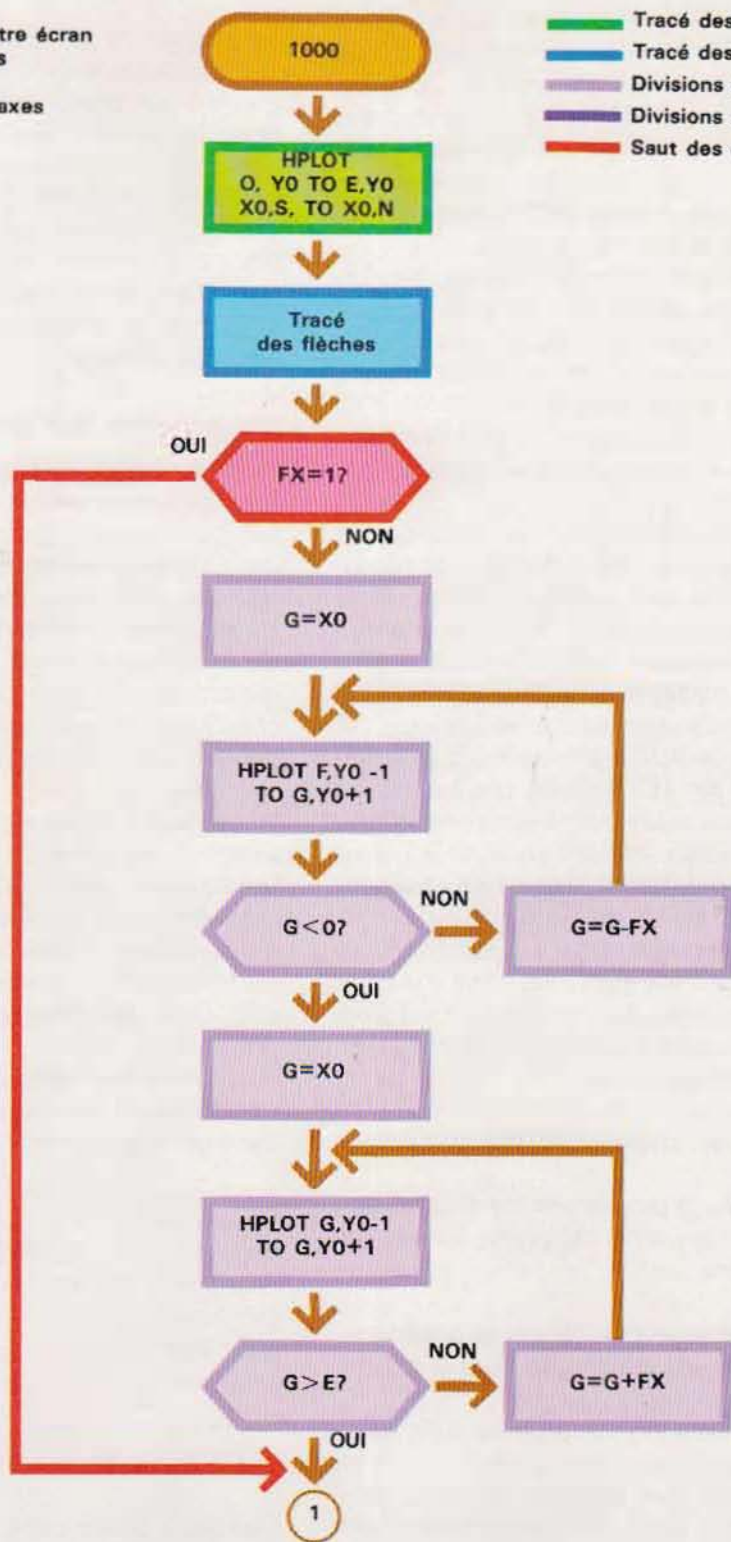 tre écran
s
axes
Tracé des
Tracé des
Divisions
Divisions
Saut des
1000
HPLOT
O, Y0 TO E,Y0
X0,S, TO X0,N
Tracé
des flèches
OUI
FX=1?
NON
G=X0
HPLOT F,Y0 -1
TO G,Y0+1
G<0?
NON
G=G-FX
OUI
G=X0
HPLOT G,Y0-1
TO G,Y0+1
G>E?
NON
G=G+FX
OUI
1